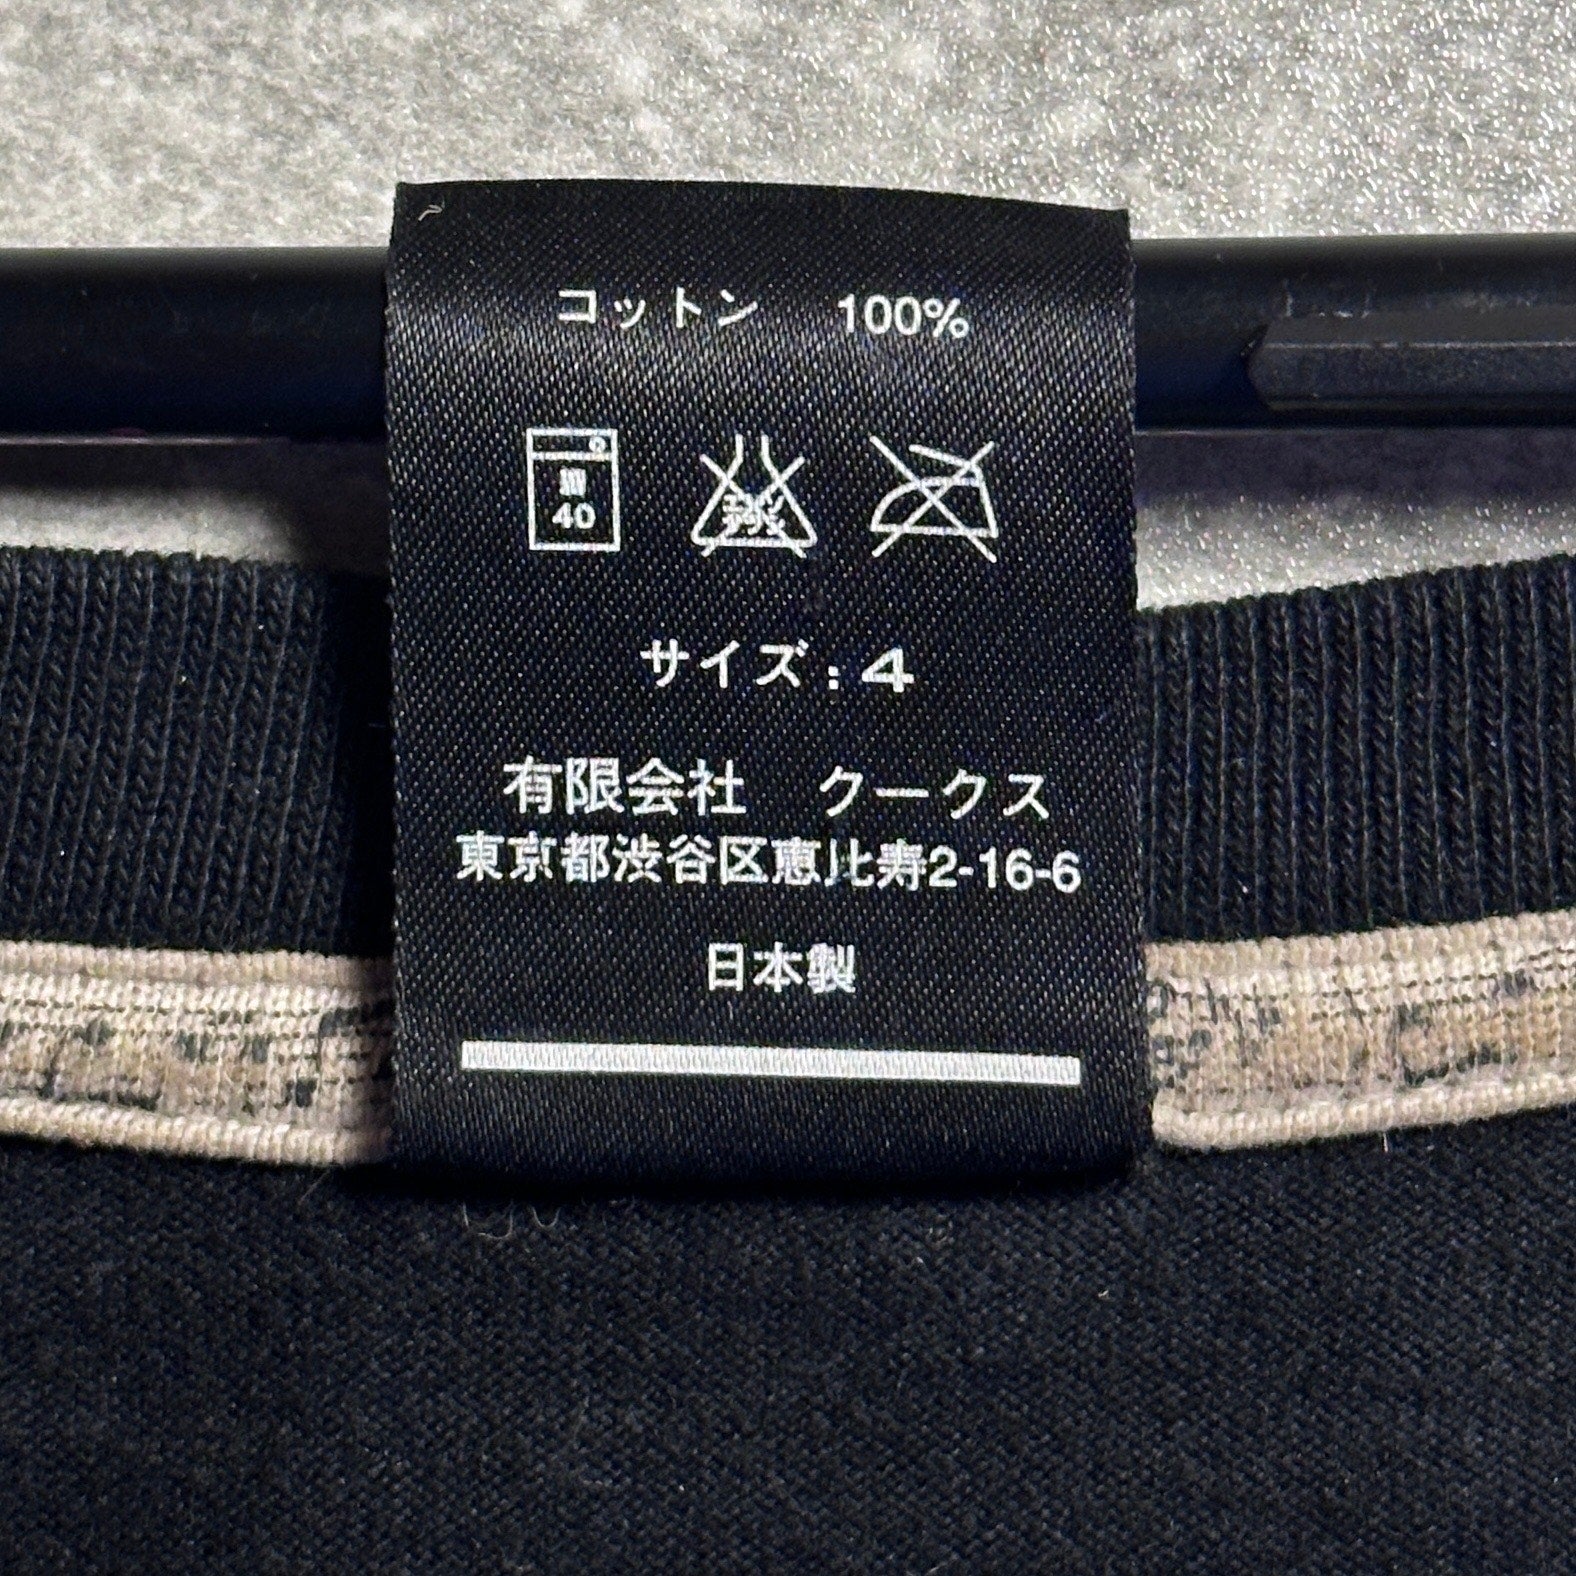 コットン　100%
40
サイズ：4
有限会社　クークス
東京都渋谷区恵比寿2-16-6
日本製